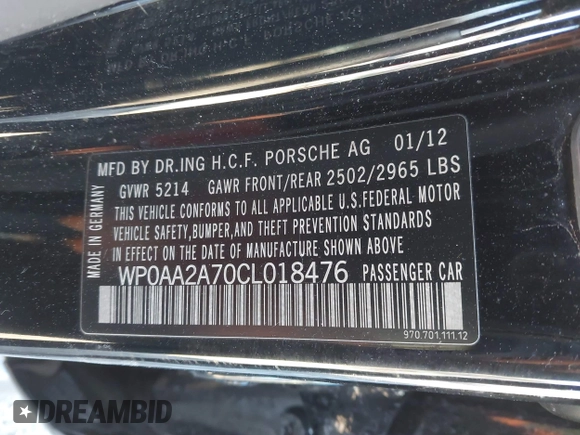 MFD BY DR.ING H.C.F. PORSCHE AG 01/12
GVWR 5214 GAWR FRONT/REAR 2502/2965 LBS
THIS VEHICLE CONFORMS TO ALL APPLICABLE U.S.FEDERAL MOTOR
VEHICLE SAFETY,BUMPER,AND THEFT PREVENTION STANDARDS
IN EFFECT ON THE DATE OF MANUFACTURE SHOWN ABOVE.
WP0AA2A70CL018476 PASSENGER CAR
MADE IN GERMANY
970.701.111.12
DREAMBID